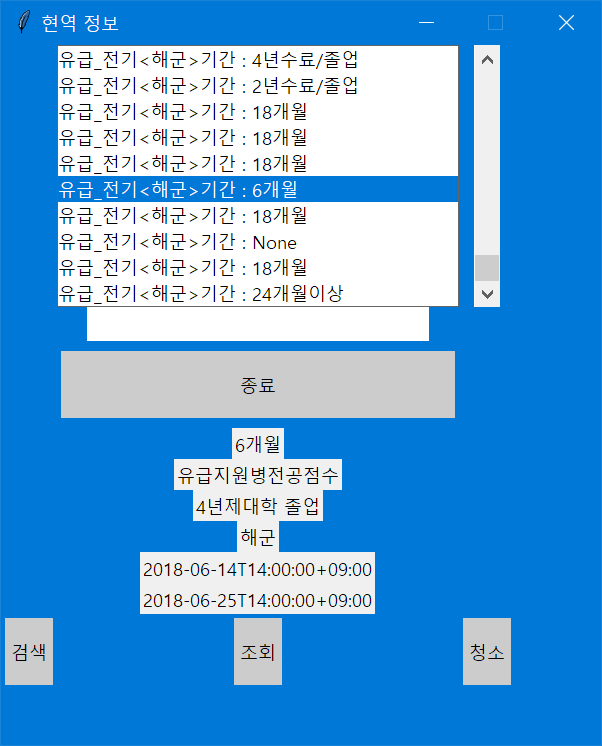 현역 정보
유급_전기<해군>기간 : 4년수료/졸업
유급_전기<해군>기간 : 2년수료/졸업
유급_전기<해군>기간 : 18개월
유급_전기<해군>기간 : 18개월
유급_전기<해군>기간 : 18개월
유급_전기<해군>기간 : 6개월
유급_전기<해군>기간 : 18개월
유급_전기<해군>기간 : None
유급_전기<해군>기간 : 18개월
유급_전기<해군>기간 : 24개월이상
종료
6개월
유급지원병전공점수
4년제대학 졸업
해군
2018-06-14T14:00:00+09:00
2018-06-25T14:00:00+09:00
검색 조회 청소